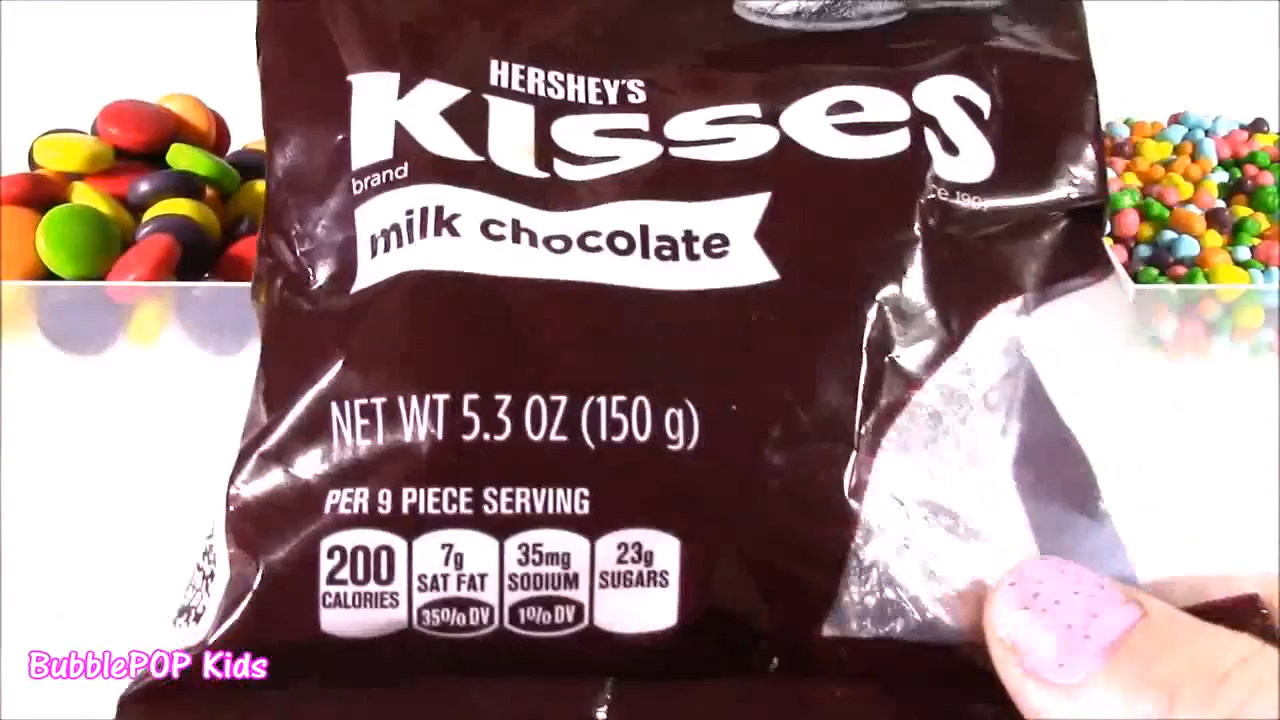 HERSHEY'S
Kisses
brand
milk chocolate
NET WT 5.3 OZ (150 g)
PER 9 PIECE SERVING
200
CALORIES
7g
SAT FAT
35% DV
35mg
SODIUM
1% DV
23g
SUGARS
BubblePOP Kids